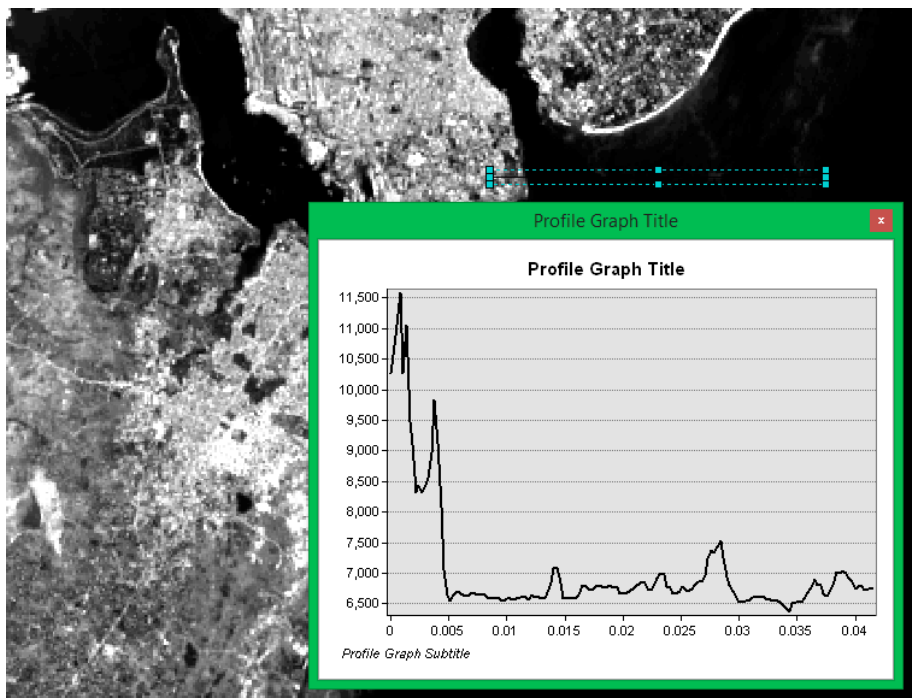 Profile Graph Title
x
Profile Graph Title
11,500
11,000
10,500
10,000
9,500
9,000
8,500
8,000
7,500
7,000
6,500
0 0.005 0.01 0.015 0.02 0.025 0.03 0.035 0.04
Profile Graph Subtitle